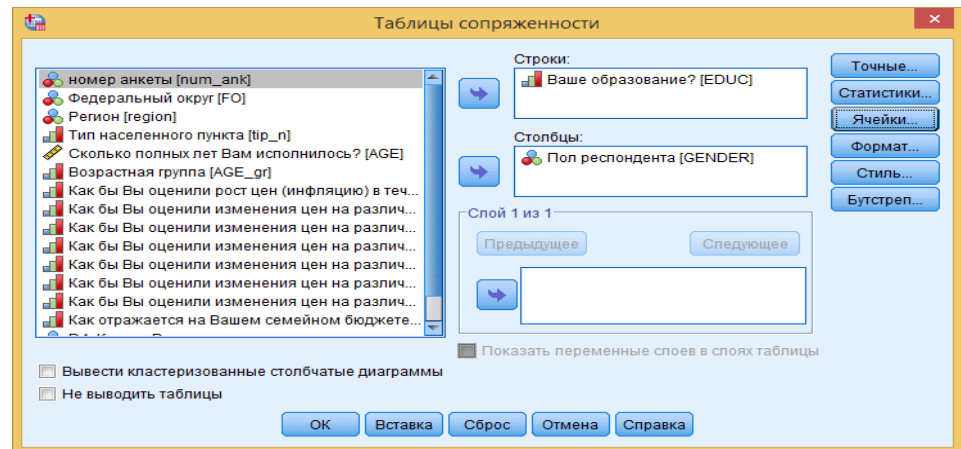 Таблицы сопряженности
номер анкеты [num_ank]
Федеральный округ [FO]
Регион [region]
Тип населенного пункта [tip_n]
Сколько полных лет Вам исполнилось? [AGE]
Возрастная группа [AGE_gr]
Как бы Вы оценили рост цен (инфляцию) в теч...
Как бы Вы оценили изменения цен на различ...
Как бы Вы оценили изменения цен на различ...
Как бы Вы оценили изменения цен на различ...
Как бы Вы оценили изменения цен на различ...
Как бы Вы оценили изменения цен на различ...
Как бы Вы оценили изменения цен на различ...
Как отражается на Вашем семейном бюджете...
Строки:
Ваше образование? [EDUC]
Столбцы:
Пол респондента [GENDER]
Слой 1 из 1
Предыдущее
Следующее
Показать переменные слоев в слоях таблицы
Точные...
Статистики...
Ячейки...
Формат...
Стиль...
Бутстреп...
Вывести кластеризованные столбчатые диаграммы
Не выводить таблицы
ОК Вставка Сброс Отмена Справка